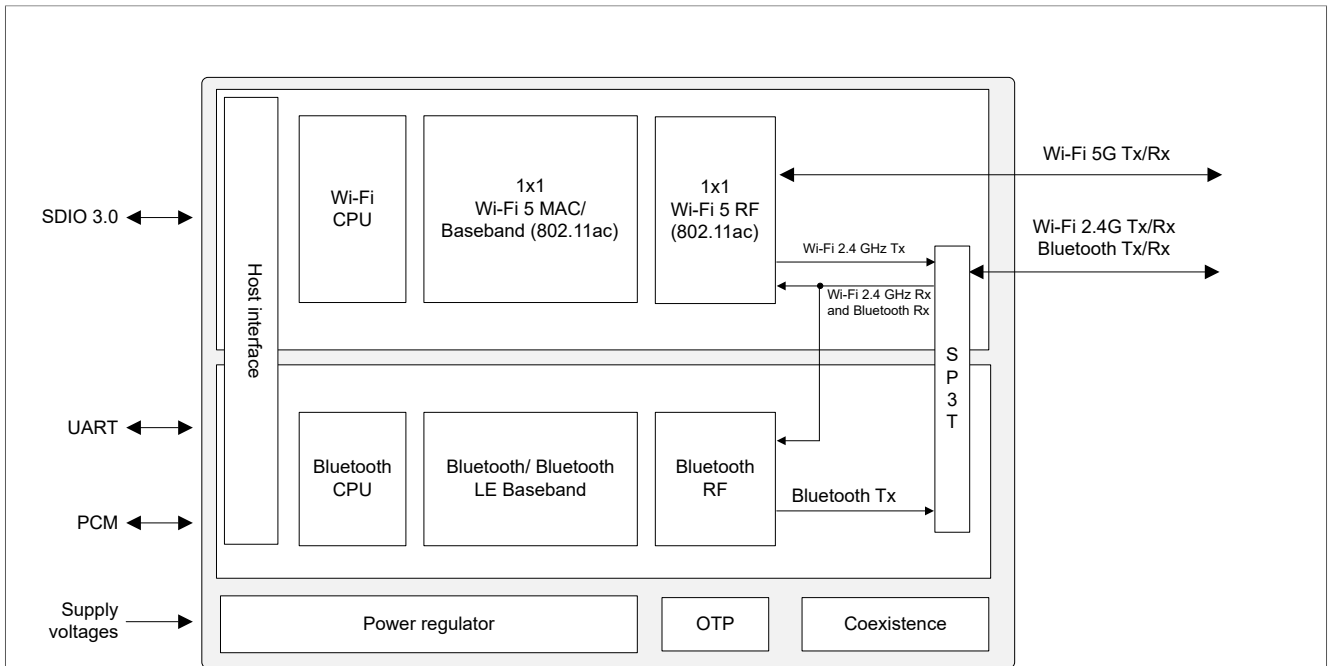 Wi-Fi 5G Tx/Rx
SDIO 3.0
Host interface
Wi-Fi
CPU
1x1
Wi-Fi 5 MAC/
Baseband (802.11ac)
1x1
Wi-Fi 5 RF
(802.11ac)
Wi-Fi 2.4G Tx/Rx
Bluetooth Tx/Rx
Wi-Fi 2.4 GHz Tx
Wi-Fi 2.4 GHz Rx
and Bluetooth Rx
S
P
3
T
UART
PCM
Bluetooth
CPU
Bluetooth/ Bluetooth
LE Baseband
Bluetooth
RF
Bluetooth Tx
Supply
voltages
Power regulator
OTP
Coexistence